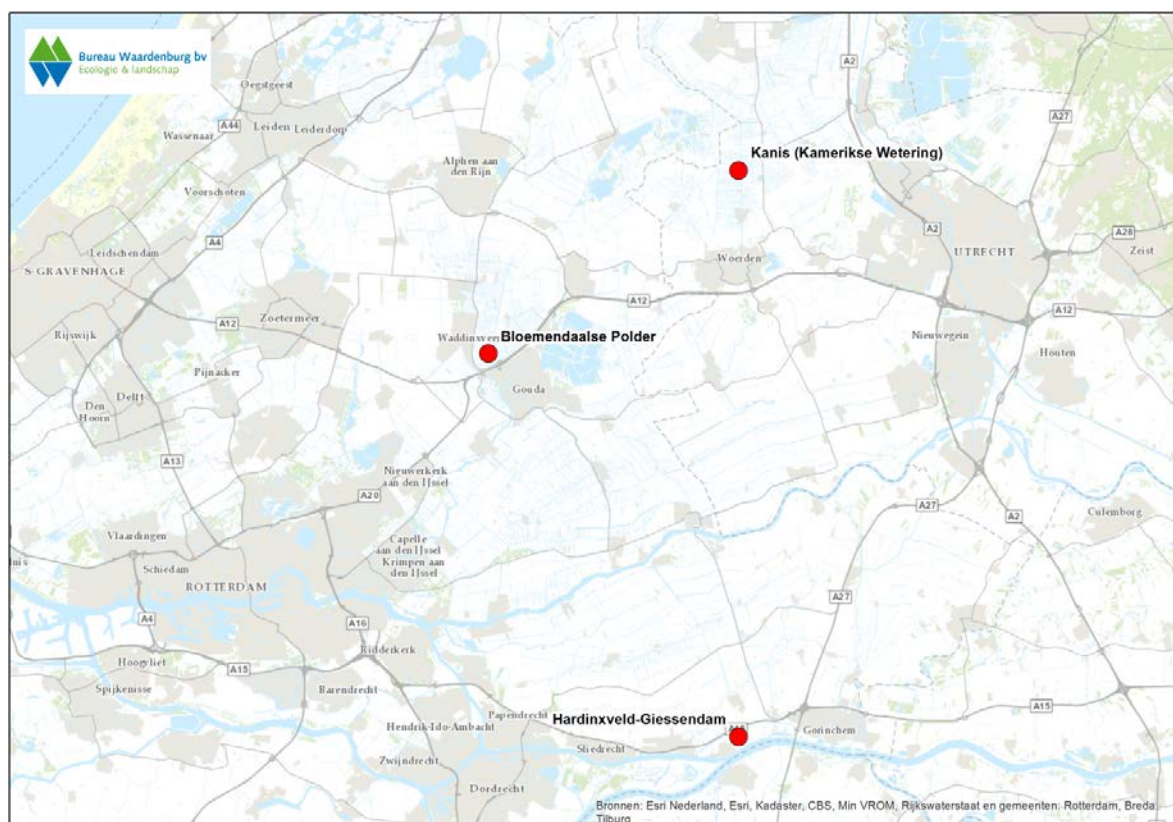 Bureau Waardenburg bv
Ecologie & landschap
Oegstgeest
A2
A27
Wassenaar
A44
Leiden
Leiderdorp
Alphen aan
den Rijn
Kanis (Kamerikse Wetering)
Voorschoten
A4
Leidschendam
A2
UTRECHT
A28
Zeist
'S-GRAVENHAGE
Woerden
A12
A12
Zoetermeer
A12
Rijswijk
Waddinxveen
Bloemendaalse Polder
Nieuwegein
Houten
Pijnacker
Gouda
Delft
Den
Hoorn
A13
Nieuwerkerk
aan den IJssel
A20
A27
A2
Culemborg
Vlaardingen
Capelle
aan den IJssel
Krimpen aan
den IJssel
Schiedam
ROTTERDAM
A27
A4
A16
Hoogvliet
A15
Ridderkerk
Spijkenisse
Barendrecht
A15
Papendrecht
Hardinxveld-Giessendam
Hendrik-Ido-Ambacht
Gorinchem
Sliedrecht
Zwijndrecht
Dordrecht
Bronnen: Esri Nederland, Esri, Kadaster, CBS, Min VROM, Rijkswaterstaat en gemeenten: Rotterdam, Breda,
Tilburg